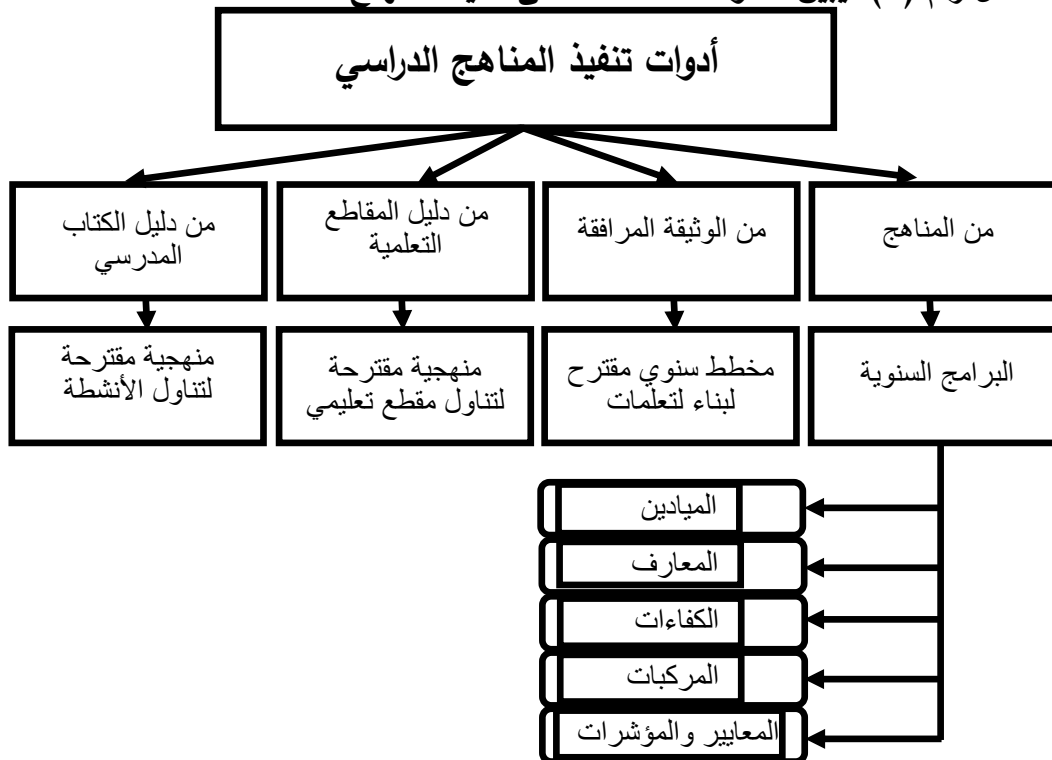 أدوات تنفيذ المناهج الدراسي
من المناهج
من الوثيقة المرافقة
من دليل المقاطع
التعلمية
من دليل الكتاب
المدرسي
البرامج السنوية
مخطط سنوي مقترح
لبناء لتعلمات
منهجية مقترحة
لتناول مقطع تعليمي
منهجية مقترحة
لتناول الأنشطة
الميادين
المعارف
الكفاءات
المركبات
المعايير والمؤشرات